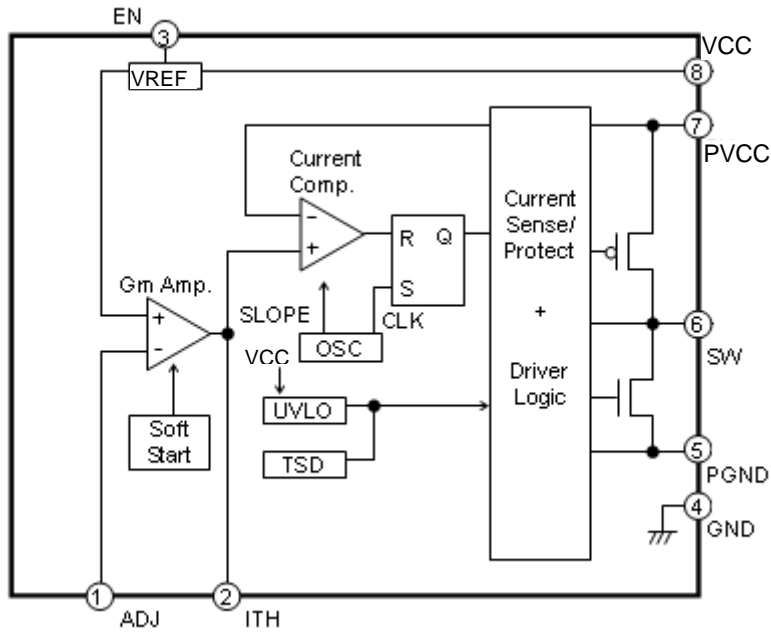 EN
3
VCC
VREF
8
7
PVCC
Current
Comp.
-
+
R Q
S
Current
Sense/
Protect
+
Driver
Logic
Gm Amp.
+
-
SLOPE
CLK
OSC
6
SW
VCC
UVLO
Soft
Start
TSD
5
PGND
4
GND
1
ADJ
2
ITH